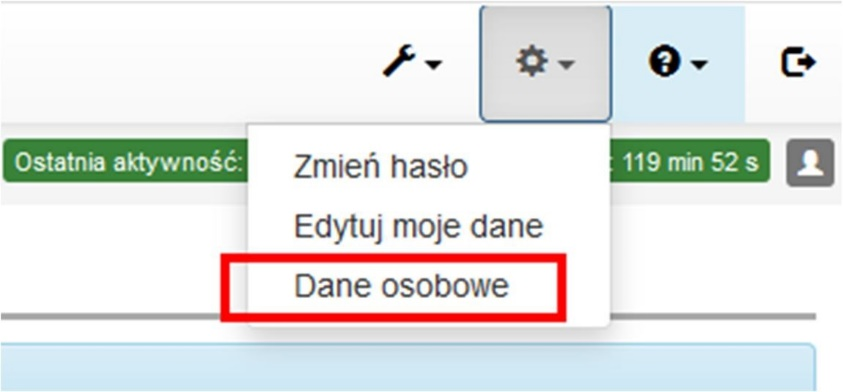 Ostatnia aktywność:
: 119 min 52 s
Zmień hasło
Edytuj moje dane
Dane osobowe